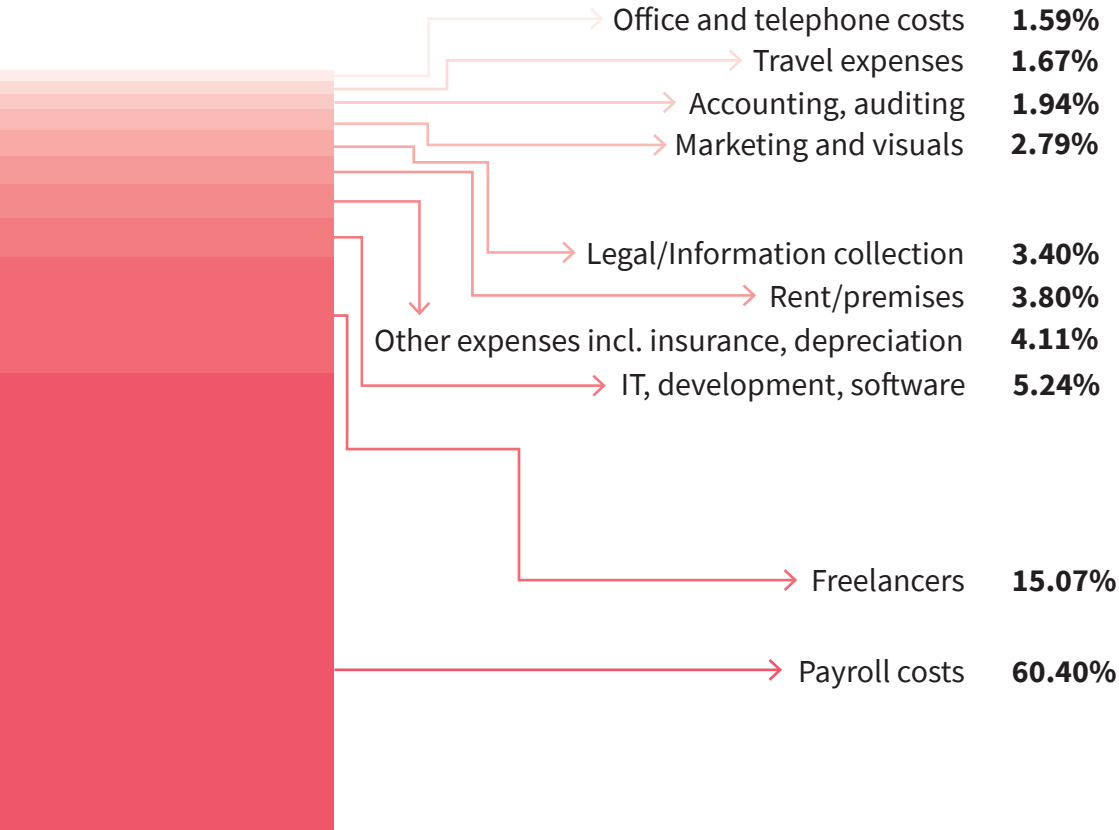 Office and telephone costs 1.59%
Travel expenses 1.67%
Accounting, auditing 1.94%
Marketing and visuals 2.79%
Legal/Information collection 3.40%
Rent/premises 3.80%
Other expenses incl. insurance, depreciation 4.11%
IT, development, software 5.24%
Freelancers 15.07%
Payroll costs 60.40%